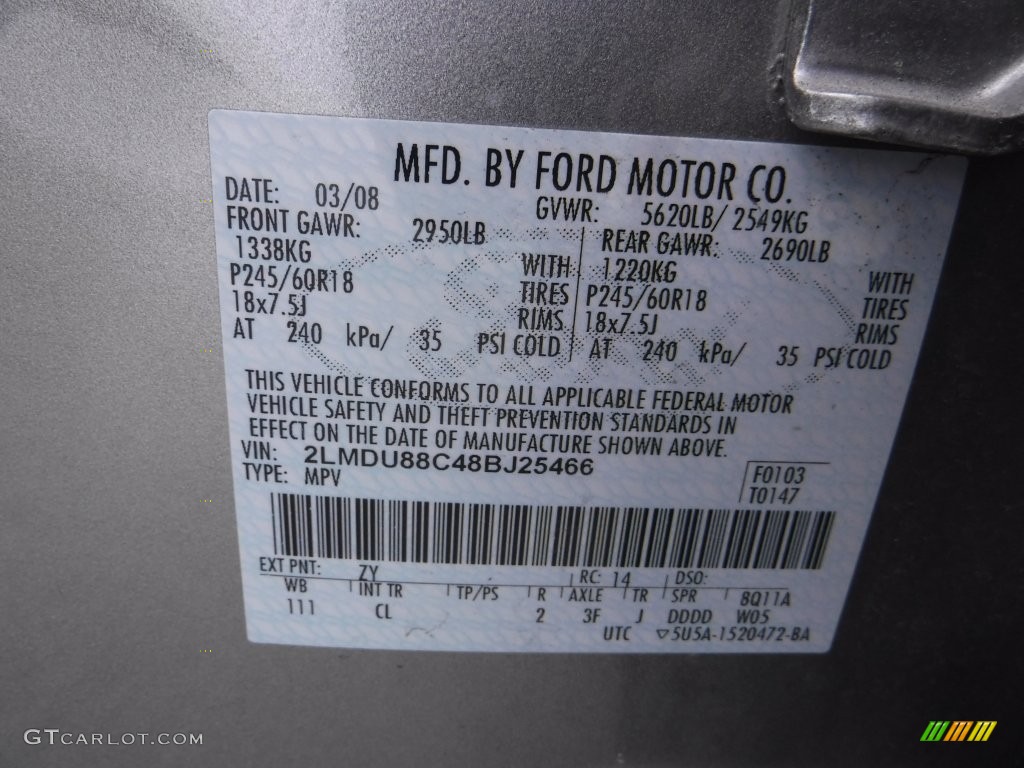 MFD. BY FORD MOTOR CO.
DATE: 03/08 GVWR: 5620LB/ 2549KG
FRONT GAWR: 2950LB REAR GAWR: 2690LB
1338KG WITH 1220KG WITH
P245/60R18 TIRES P245/60R18 TIRES
18x7.5J RIMS 18x7.5J RIMS
AT 240 kPa/ 35 PSI COLD AT 240 kPa/ 35 PSI COLD
THIS VEHICLE CONFORMS TO ALL APPLICABLE FEDERAL MOTOR
VEHICLE SAFETY AND THEFT PREVENTION STANDARDS IN
EFFECT ON THE DATE OF MANUFACTURE SHOWN ABOVE.
VIN: 2LMDU88C48BJ25466
TYPE: MPV F0103
T0147
EXT PNT: ZY RC: 14 DSO:
WB INT TR TP/PS R AXLE TR SPR 8Q11A
111 CL 2 3F J DDDD W05
UTC ▽5U5A-1520472-BA
GTCARLOT.COM